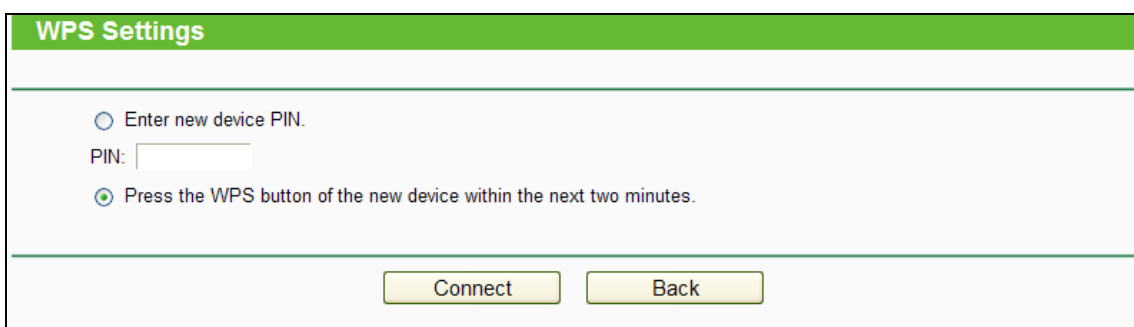 WPS Settings
Enter new device PIN.
PIN:
Press the WPS button of the new device within the next two minutes.
Connect Back